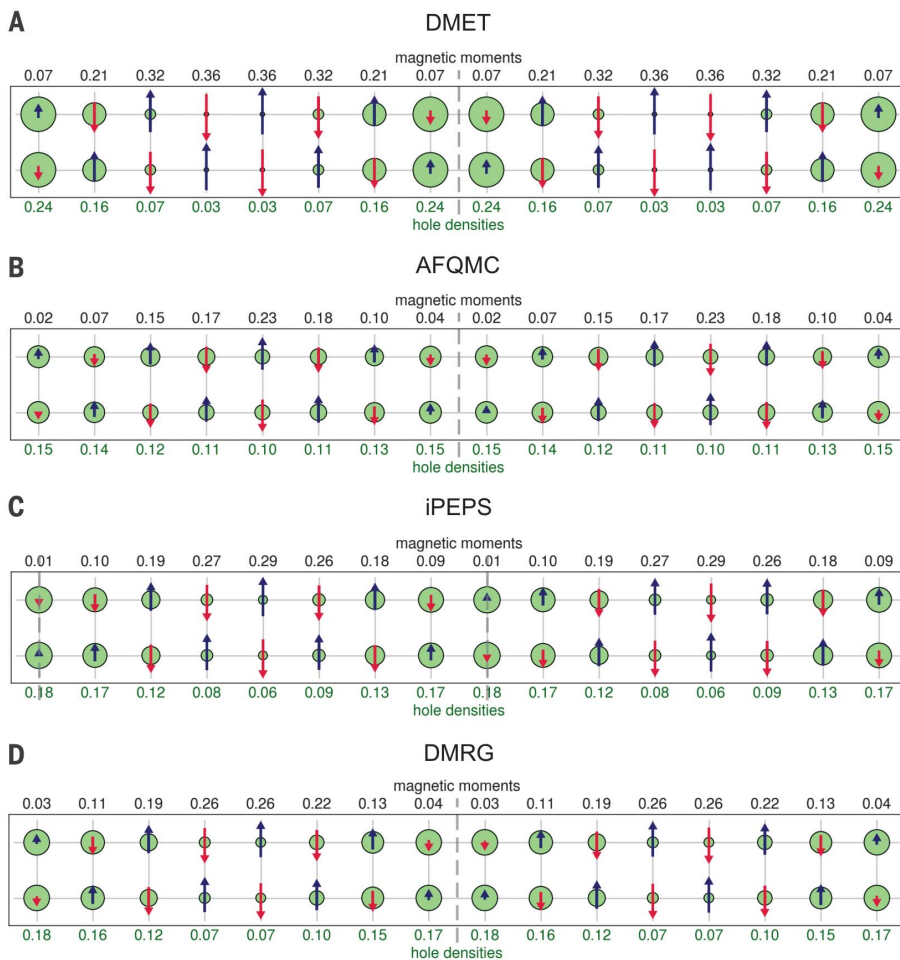 A
DMET
magnetic moments
0.07 0.21 0.32 0.36 0.36 0.32 0.21 0.07 0.07 0.21 0.32 0.36 0.36 0.32 0.21 0.07
0.24 0.16 0.07 0.03 0.03 0.07 0.16 0.24 0.24 0.16 0.07 0.03 0.03 0.07 0.16 0.24
hole densities
B
AFQMC
magnetic moments
0.02 0.07 0.15 0.17 0.23 0.18 0.10 0.04 0.02 0.07 0.15 0.17 0.23 0.18 0.10 0.04
0.15 0.14 0.12 0.11 0.10 0.11 0.13 0.15 0.15 0.14 0.12 0.11 0.10 0.11 0.13 0.15
hole densities
C
iPEPS
magnetic moments
0.01 0.10 0.19 0.27 0.29 0.26 0.18 0.09 0.01 0.10 0.19 0.27 0.29 0.26 0.18 0.09
0.18 0.17 0.12 0.08 0.06 0.09 0.13 0.17 0.18 0.17 0.12 0.08 0.06 0.09 0.13 0.17
hole densities
D
DMRG
magnetic moments
0.03 0.11 0.19 0.26 0.26 0.22 0.13 0.04 0.03 0.11 0.19 0.26 0.26 0.22 0.13 0.04
0.18 0.16 0.12 0.07 0.07 0.10 0.15 0.17 0.18 0.16 0.12 0.07 0.07 0.10 0.15 0.17
hole densities